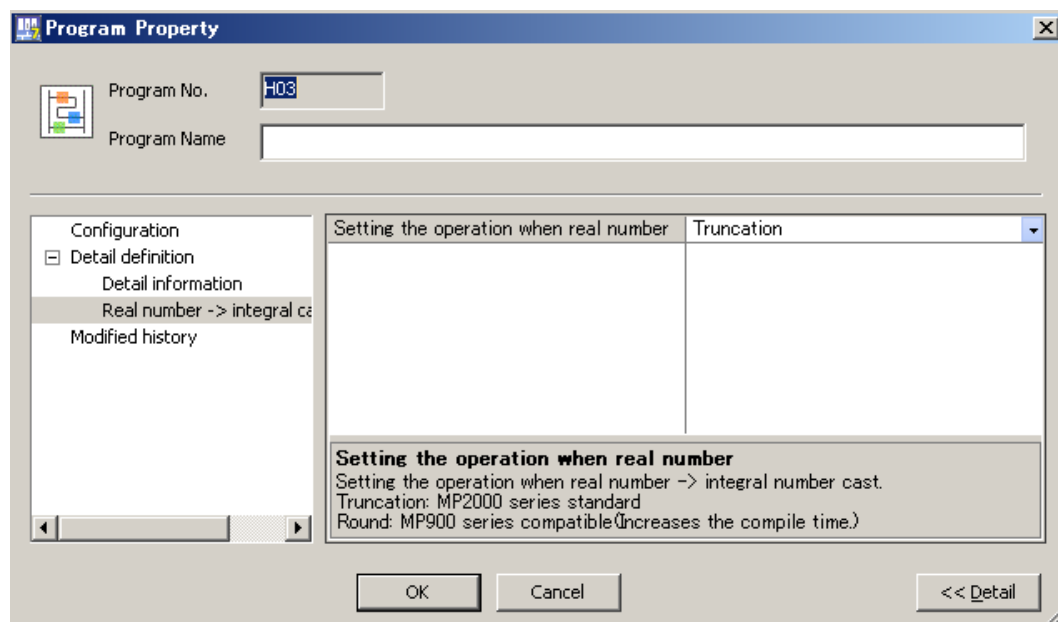 Program Property
Program No. H03
Program Name
Configuration
Detail definition
Detail information
Real number -> integral ca
Modified history
Setting the operation when real number Truncation
Setting the operation when real number
Setting the operation when real number -> integral number cast.
Truncation: MP2000 series standard
Round: MP900 series compatible(Increases the compile time.)
OK Cancel << Detail